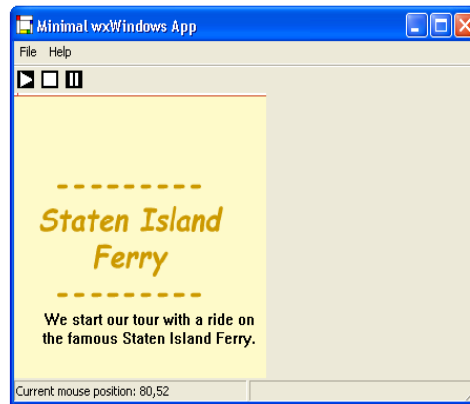 Minimal wxWindows App
File Help
---------
Staten Island
Ferry
---------
We start our tour with a ride on
the famous Staten Island Ferry.
Current mouse position: 80,52